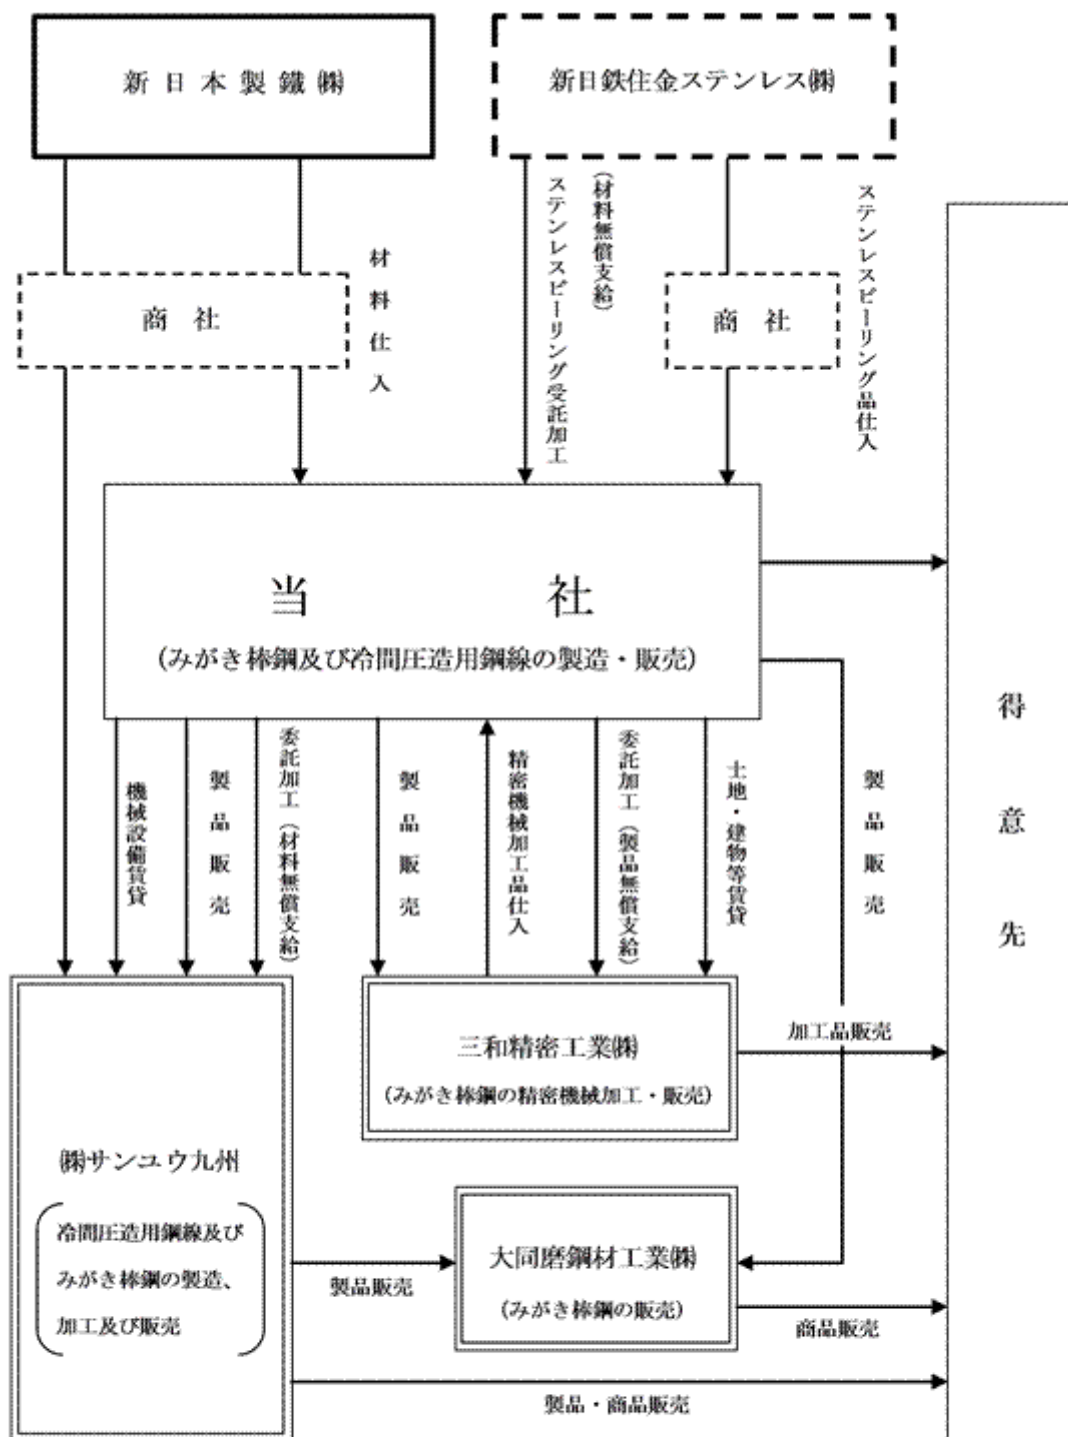 新日本製鐵㈱
新日鉄住金ステンレス㈱
材料仕入
ステンレスピーリング受託加工
(材料無償支給)
ステンレスピーリング品仕入
商社
商社
当社
(みがき棒鋼及び冷間圧造用鋼線の製造・販売)
機械設備賃貸
製品販売
委託加工(材料無償支給)
製品販売
精密機械加工品仕入
委託加工(製品無償支給)
土地・建物等賃貸
製品販売
得意先
三和精密工業㈱
(みがき棒鋼の精密機械加工・販売)
加工品販売
㈱サンユウ九州
冷間圧造用鋼線及び
みがき棒鋼の製造、
加工及び販売
製品販売
大同磨鋼材工業㈱
(みがき棒鋼の販売)
商品販売
製品・商品販売